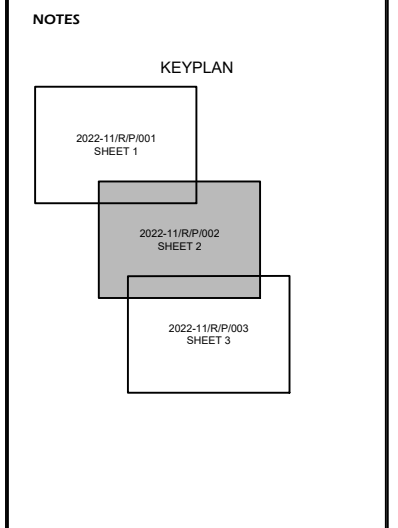 NOTES
KEYPLAN
2022-11/R/P/001
SHEET 1
2022-11/R/P/002
SHEET 2
2022-11/R/P/003
SHEET 3